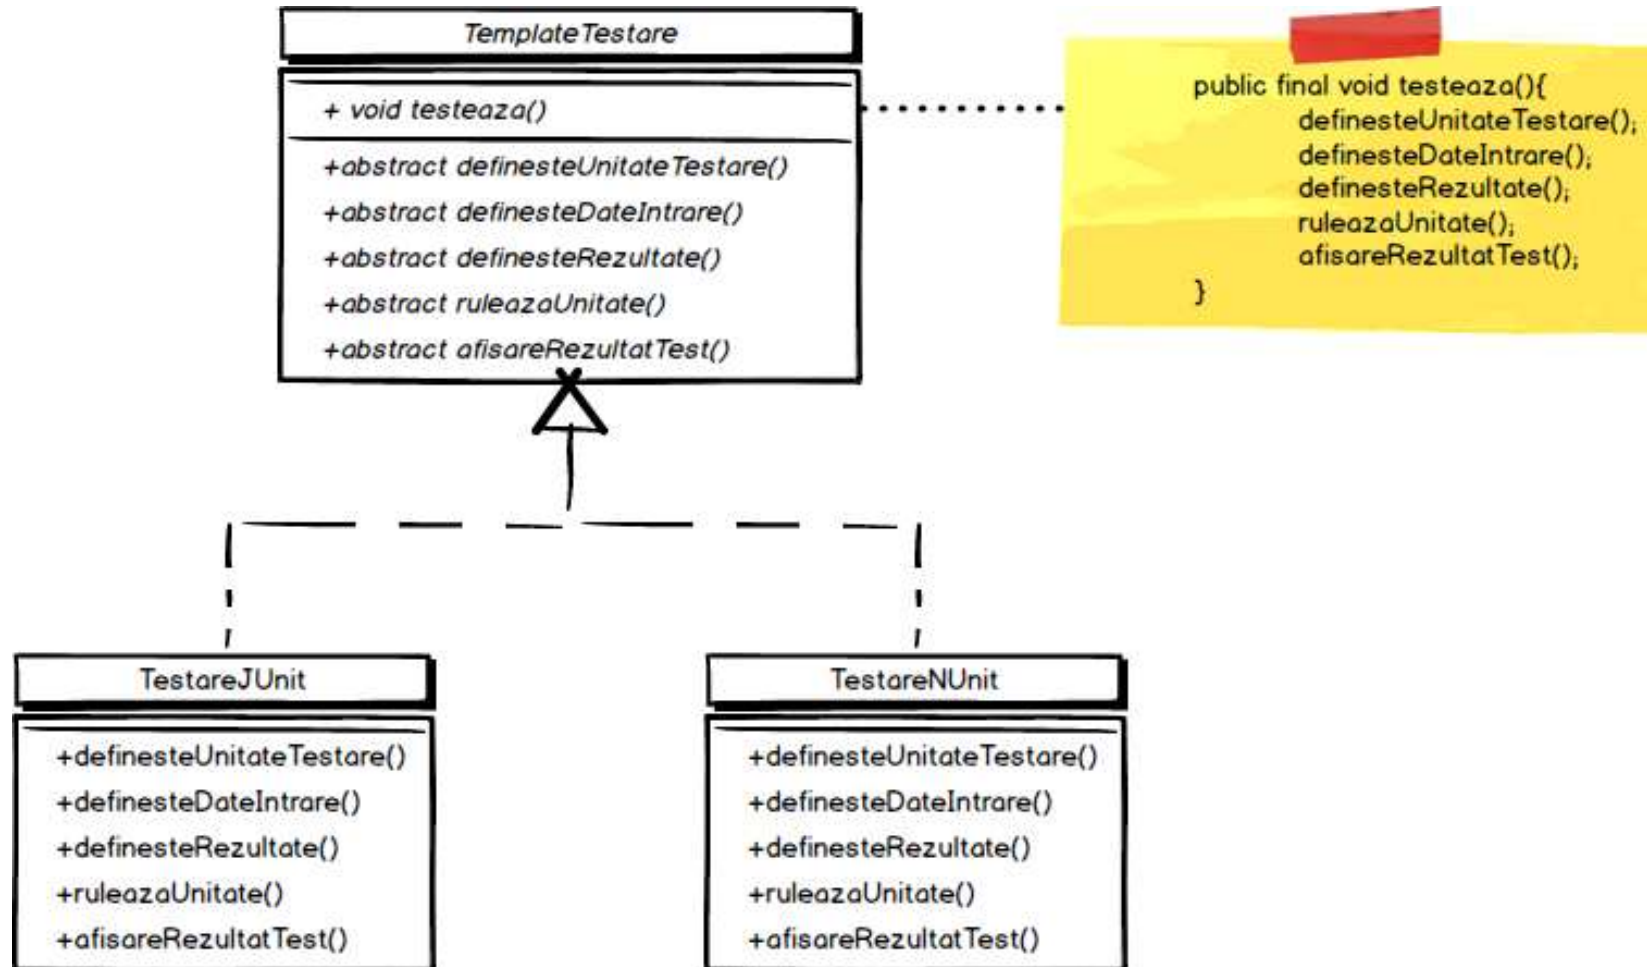 TemplateTestare
+ void testeaza()
+abstract definesteUnitateTestare()
+abstract definesteDateIntrare()
+abstract definesteRezultate()
+abstract ruleazaUnitate()
+abstract afisareRezultatTest()
public final void testeaza(){
definesteUnitateTestare();
definesteDateIntrare();
definesteRezultate();
ruleazaUnitate();
afisareRezultatTest();
}
TestareJUnit
+definesteUnitateTestare()
+definesteDateIntrare()
+definesteRezultate()
+ruleazaUnitate()
+afisareRezultatTest()
TestareNUnit
+definesteUnitateTestare()
+definesteDateIntrare()
+definesteRezultate()
+ruleazaUnitate()
+afisareRezultatTest()